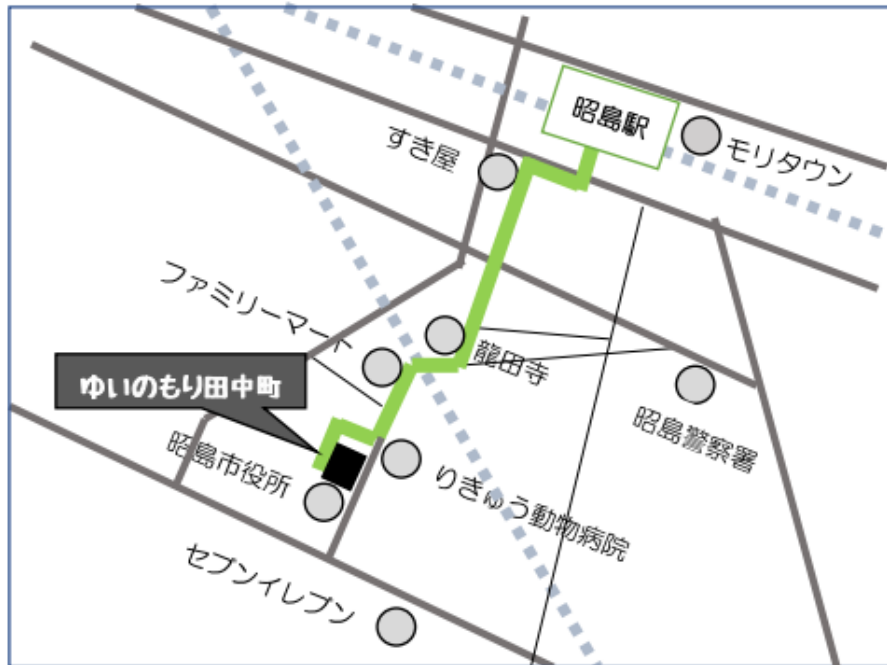 昭島駅
モリタウン
すき屋
ファミリーマート
龍田寺
ゆいのもり田中町
昭島警察署
昭島市役所
りきゅう動物病院
セブンイレブン